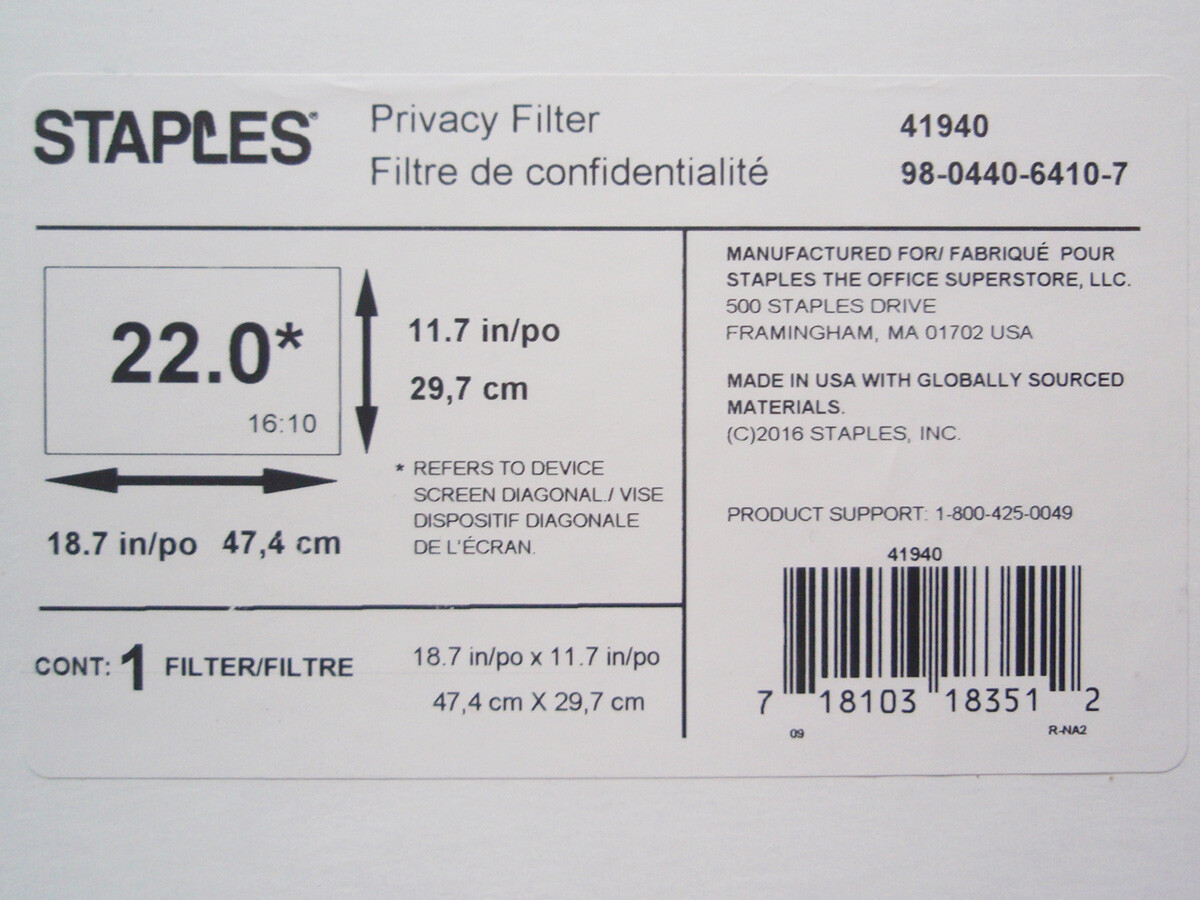 STAPLES®
Privacy Filter
Filtre de confidentialité
41940
98-0440-6410-7
22.0*
16:10
11.7 in/po
29,7 cm
18.7 in/po 47,4 cm
* REFERS TO DEVICE
SCREEN DIAGONAL./ VISE
DISPOSITIF DIAGONALE
DE L'ÉCRAN.
CONT: 1 FILTER/FILTRE
18.7 in/po x 11.7 in/po
47,4 cm X 29,7 cm
MANUFACTURED FOR/ FABRIQUÉ POUR
STAPLES THE OFFICE SUPERSTORE, LLC.
500 STAPLES DRIVE
FRAMINGHAM, MA 01702 USA
MADE IN USA WITH GLOBALLY SOURCED
MATERIALS.
(C)2016 STAPLES, INC.
PRODUCT SUPPORT: 1-800-425-0049
41940
7 18103 18351 2
09 R-NA2